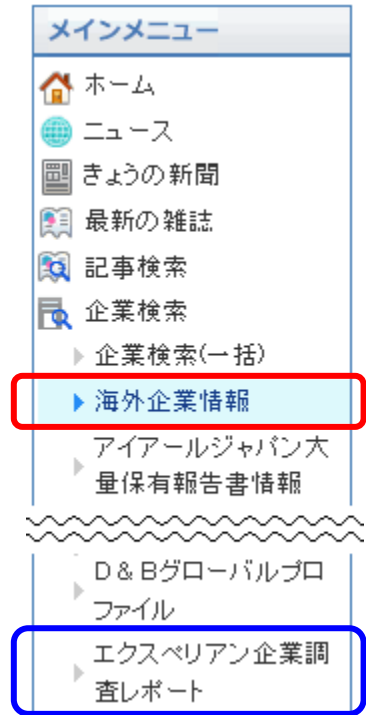 メインメニュー
ホーム
ニュース
きょうの新聞
最新の雑誌
記事検索
企業検索
企業検索(一括)
海外企業情報
アイアールジャパン大
量保有報告書情報
D&Bグローバルプロ
ファイル
エクスペリアン企業調
査レポート